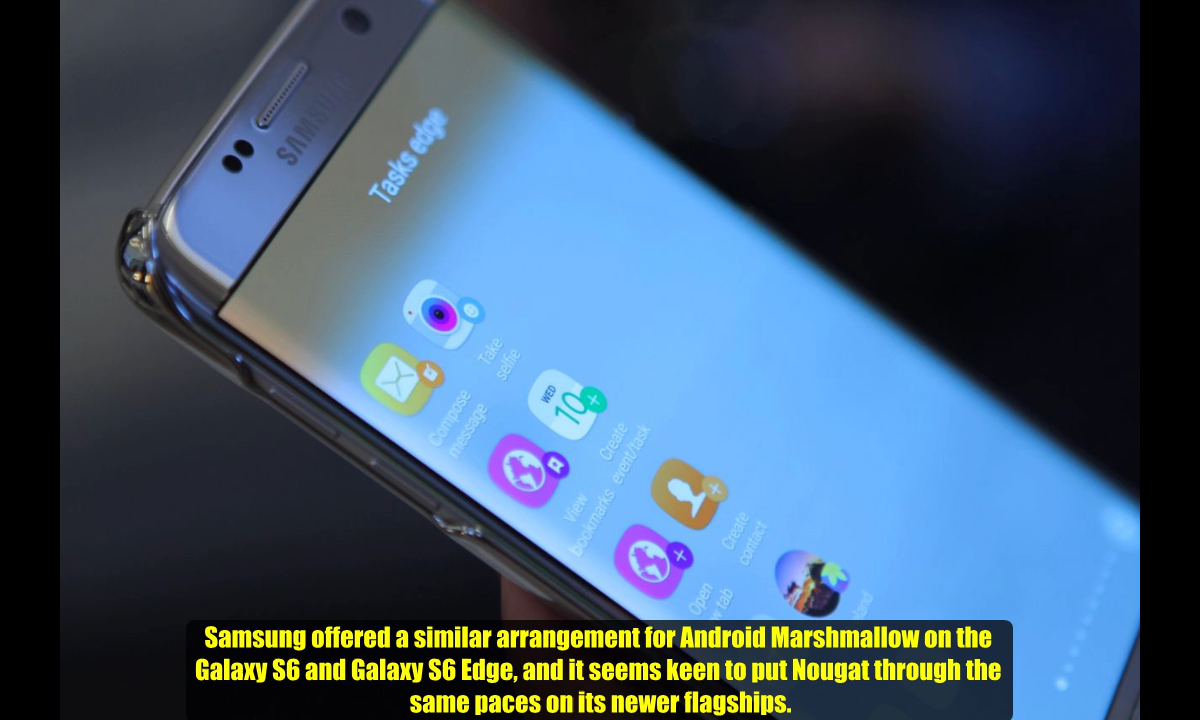 SAMSUNG
Tasks edge
Take
selfie
Compose
message
WED
10
Create
event/task
View
bookmarks
Create
contact
Open
tab
Samsung offered a similar arrangement for Android Marshmallow on the
Galaxy S6 and Galaxy S6 Edge, and it seems keen to put Nougat through the
same paces on its newer flagships.